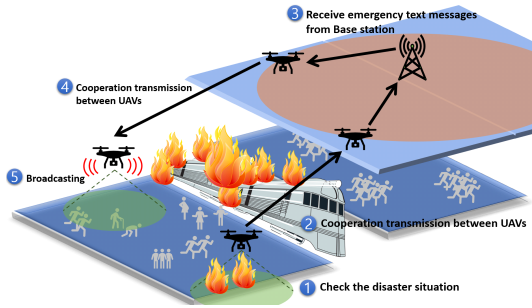 3 Receive emergency text messages
from Base station
4 Cooperation transmission
between UAVs
5 Broadcasting
2 Cooperation transmission between UAVs
1 Check the disaster situation